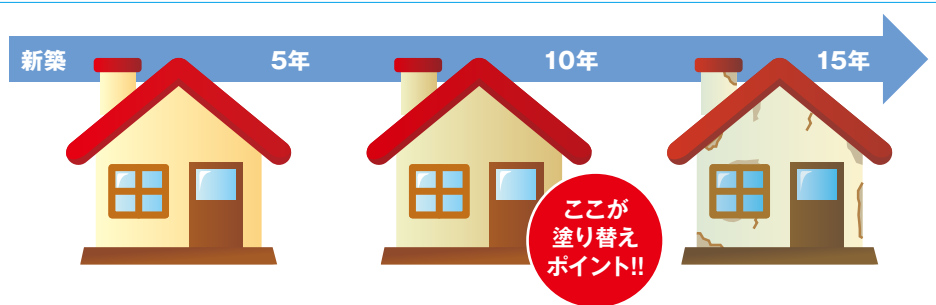 新築
5年
10年
15年
ここが
塗り替え
ポイント!!